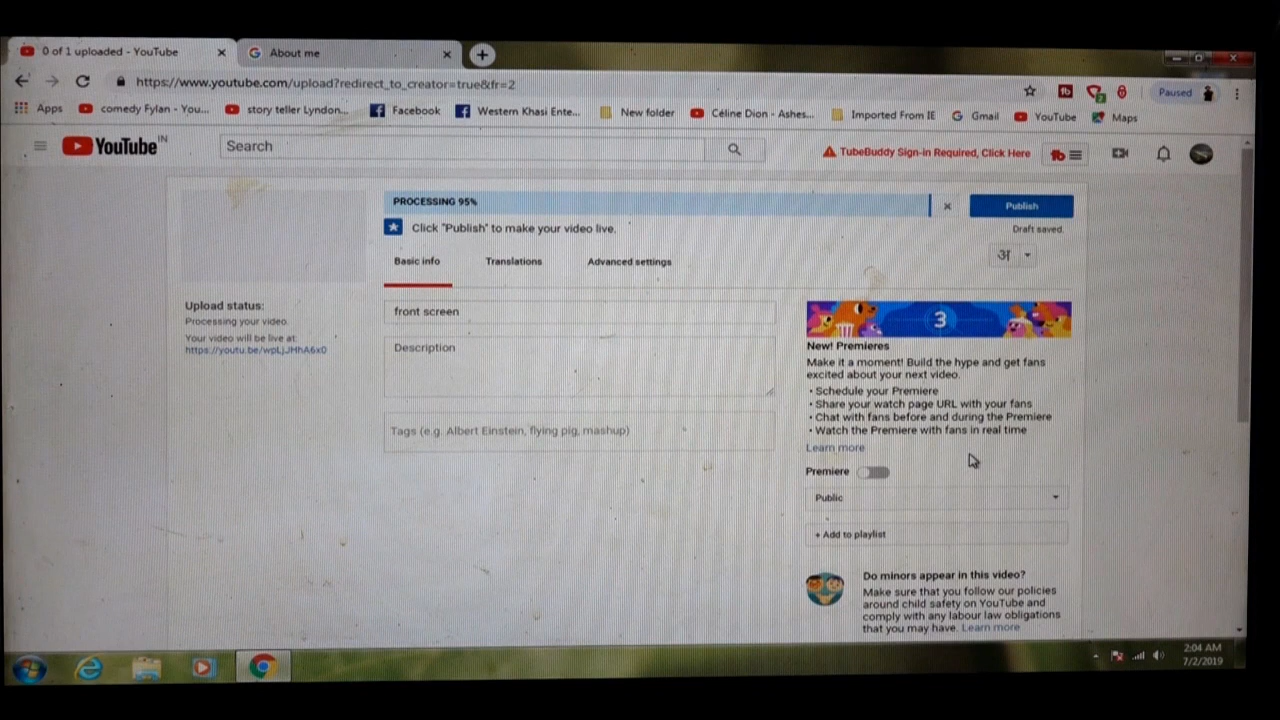 0 of 1 uploaded - YouTube
About me
https://www.youtube.com/upload?redirect_to_creator=true&fr=2
Paused
Apps
comedy Fylan - You...
story teller Lyndon...
Facebook
Western Khasi Ente...
New folder
Céline Dion - Ashes...
Imported From IE
Gmail
YouTube
Maps
YouTube IN
Search
TubeBuddy Sign-in Required, Click Here
tb
PROCESSING 95%
Publish
Click "Publish" to make your video live.
Draft saved.
Basic info
Translations
Advanced settings
अ
Upload status:
Processing your video.
Your video will be live at:
https://youtu.be/wpLjJHhA6x0
front screen
Description
Tags (e.g. Albert Einstein, flying pig, mashup)
3
New! Premieres
Make it a moment! Build the hype and get fans
excited about your next video.
• Schedule your Premiere
• Share your watch page URL with your fans
• Chat with fans before and during the Premiere
• Watch the Premiere with fans in real time
Learn more
Premiere
Public
+ Add to playlist
Do minors appear in this video?
Make sure that you follow our policies
around child safety on YouTube and
comply with any labour law obligations
that you may have. Learn more
2:04 AM
7/2/2019